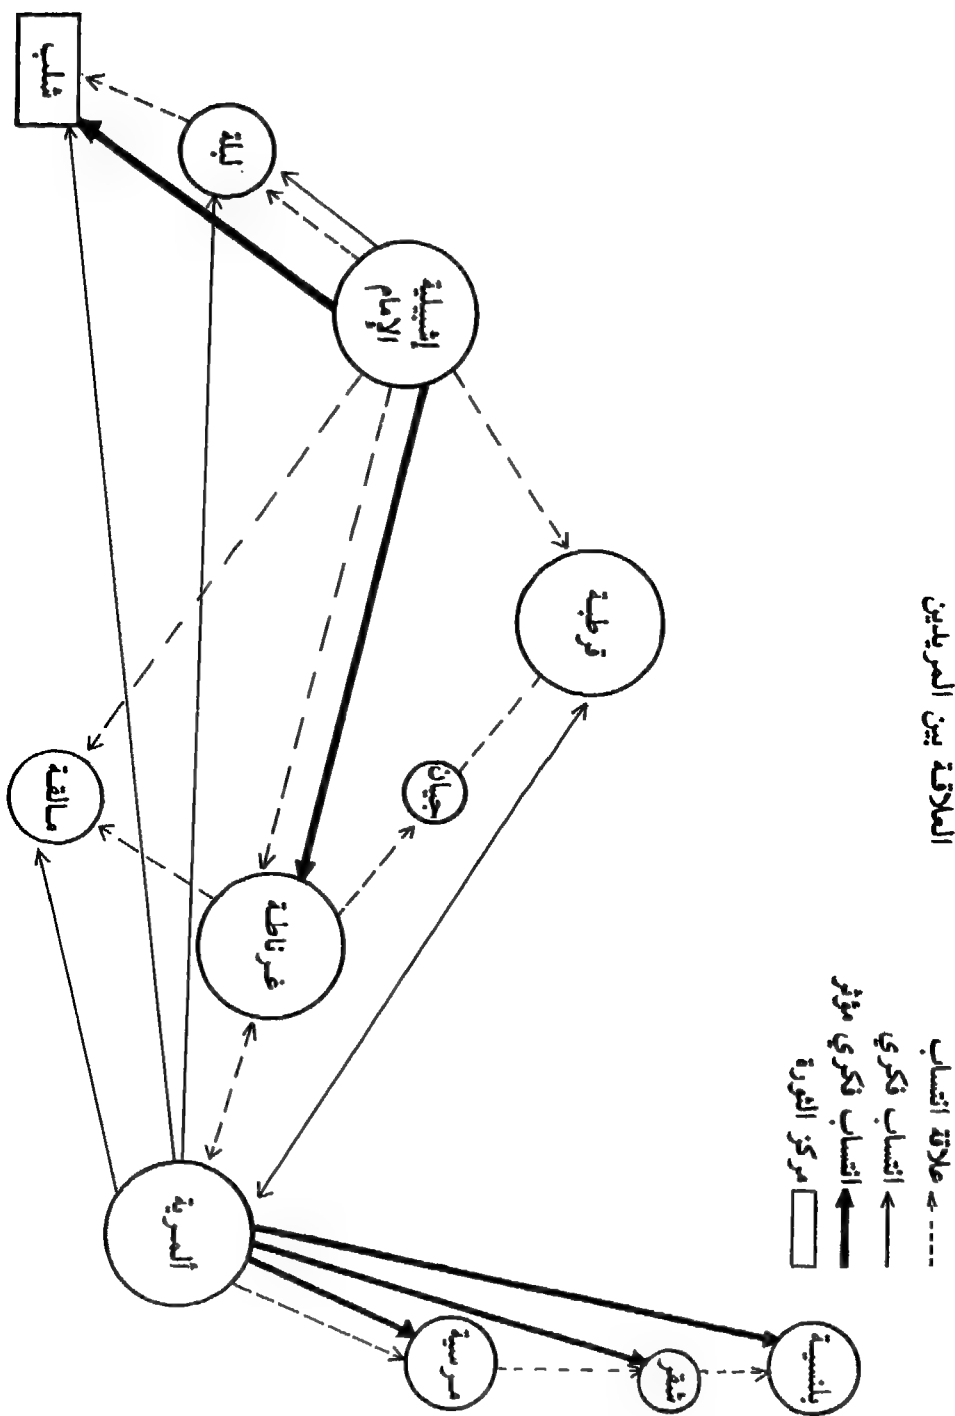 العلاقة بين المريدين
علاقة انتساب
انتساب فكري
انتساب فكري مؤثر
مركز الثورة
بلنسية
شقر
مرسية
ألمرية
قرطبة
جيان
غرناطة
مالقة
إشبيلية
الإمام
لبلة
شلب